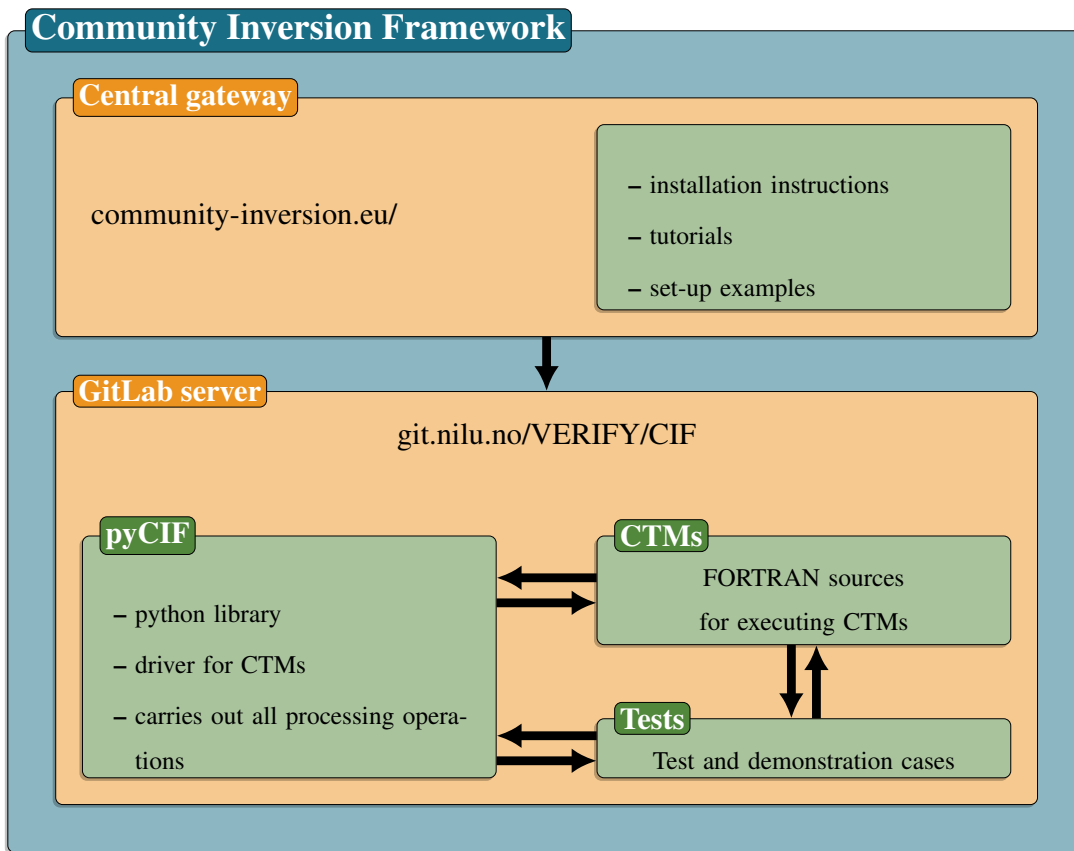 Community Inversion Framework
Central gateway
community-inversion.eu/
– installation instructions
– tutorials
– set-up examples
GitLab server
git.nilu.no/VERIFY/CIF
pyCIF
– python library
– driver for CTMs
– carries out all processing opera-
tions
CTMs
FORTRAN sources
for executing CTMs
Tests
Test and demonstration cases